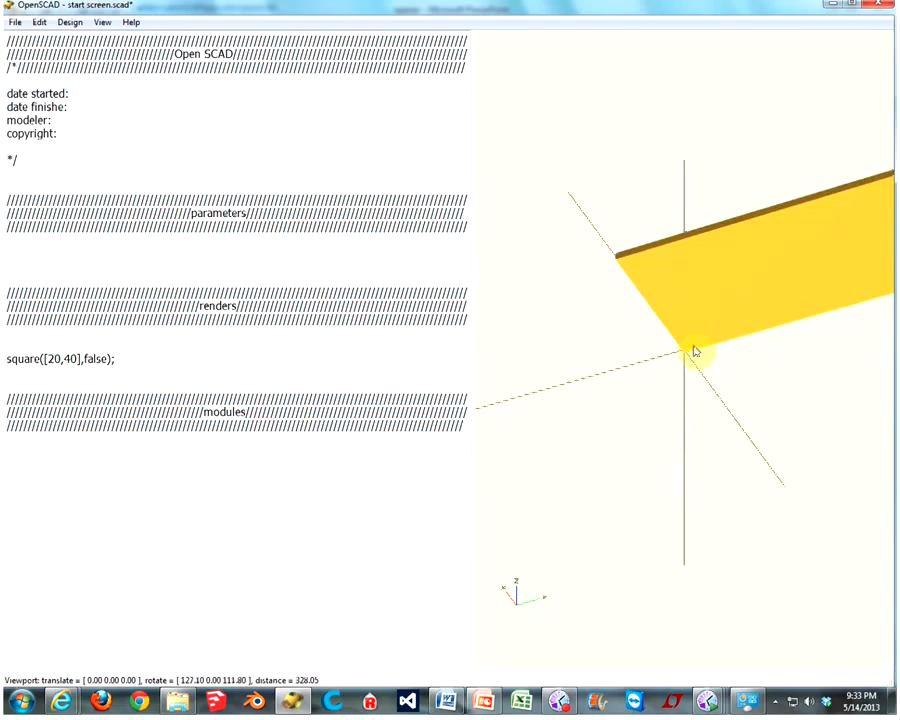 OpenSCAD - start screen.scad*
File Edit Design View Help
//////////////////////////////////////////////////////////////////////////////////////////////////////////////
////////////////////////////////////////Open SCAD////////////////////////////////////////////////////////
/*////////////////////////////////////////////////////////////////////////////////////////////////////////////
date started:
date finishe:
modeler:
copyright:
*/
//////////////////////////////////////////////////////////////////////////////////////////////////////////////
////////////////////////////////////////////parameters////////////////////////////////////////////////////
//////////////////////////////////////////////////////////////////////////////////////////////////////////////
//////////////////////////////////////////////////////////////////////////////////////////////////////////////
//////////////////////////////////////////////renders///////////////////////////////////////////////////////
//////////////////////////////////////////////////////////////////////////////////////////////////////////////
square([20,40],false);
//////////////////////////////////////////////////////////////////////////////////////////////////////////////
///////////////////////////////////////////////modules/////////////////////////////////////////////////////
/////////////////////////////////////////////////////////////////////////////////////////////////////////////
Z
Viewport: translate = [ 0.00 0.00 0.00 ], rotate = [ 127.10 0.00 111.80 ], distance = 328.05
9:33 PM
5/14/2013